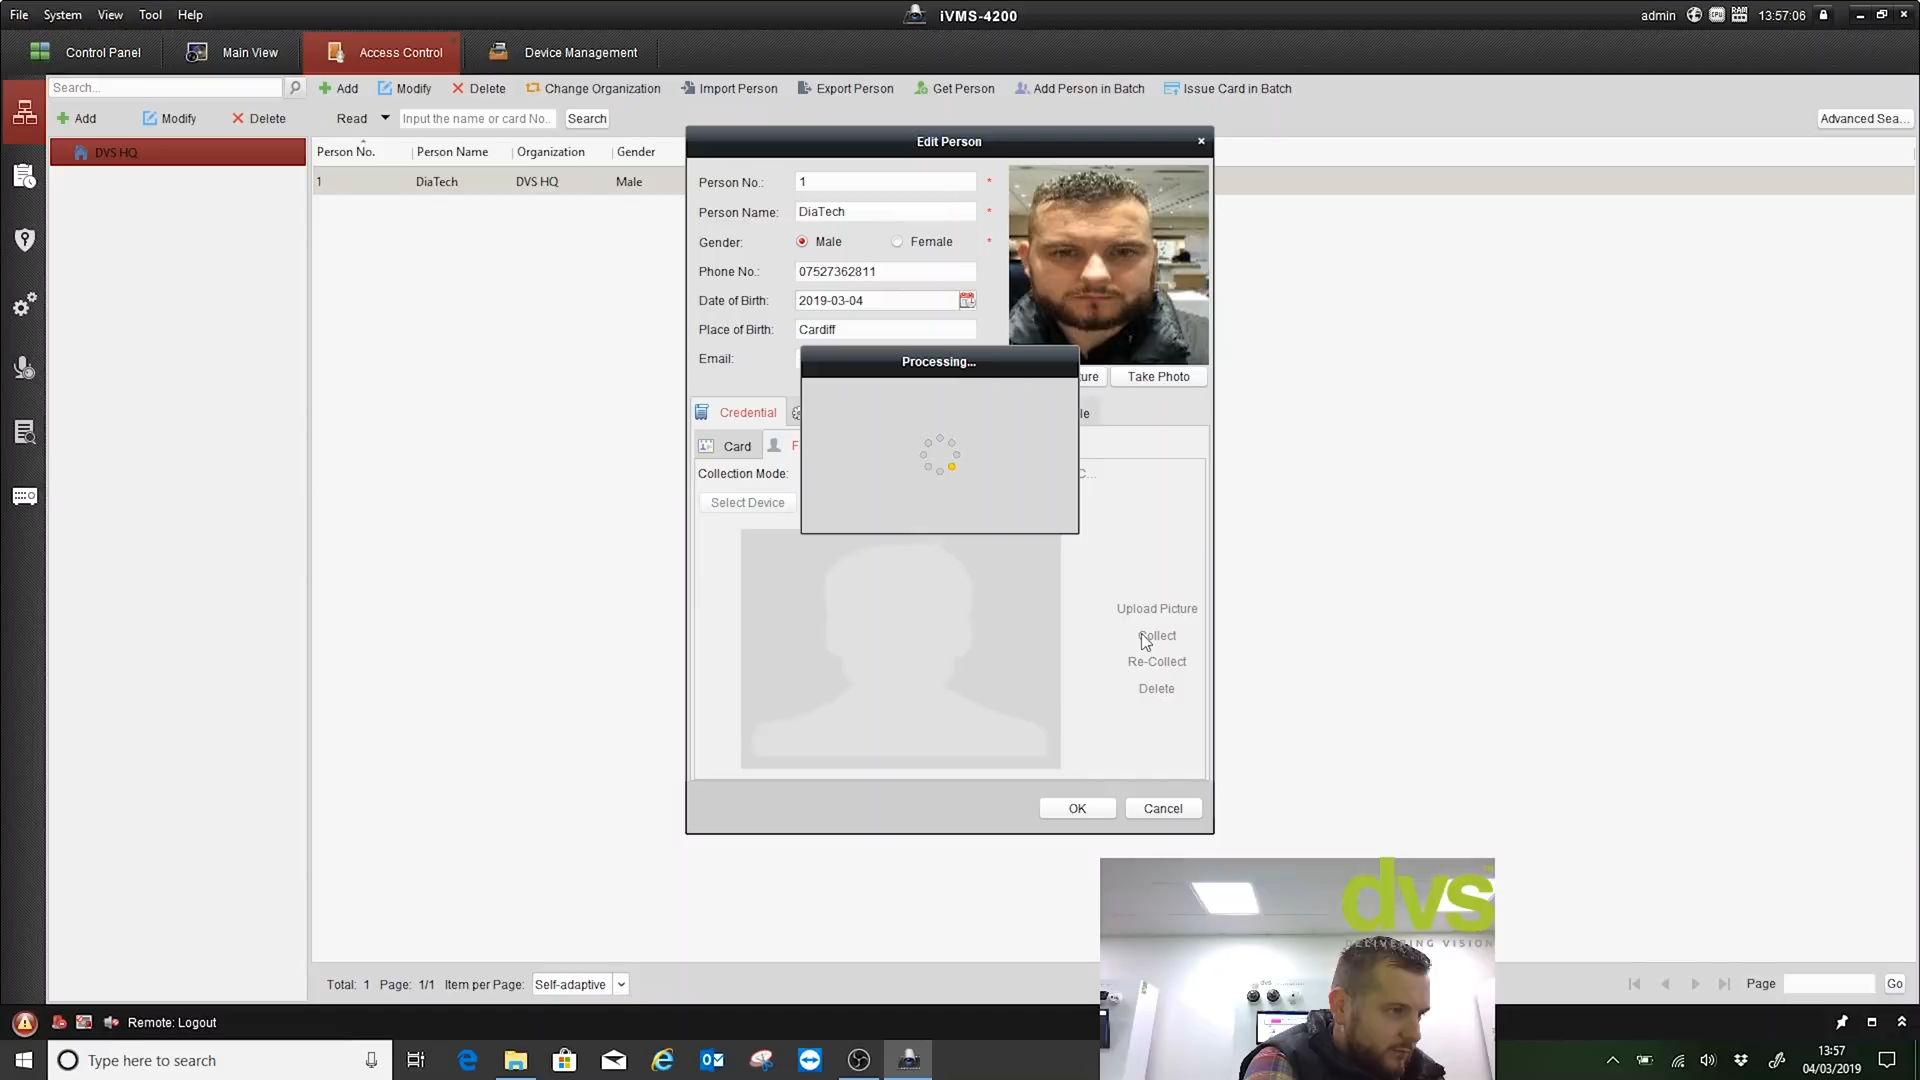 File System View Tool Help
iVMS-4200
admin 13:57:06
Control Panel Main View Access Control Device Management
Search...
Add Modify Delete Change Organization Import Person Export Person Get Person Add Person in Batch Issue Card in Batch
Add Modify Delete
Read Input the name or card No.. Search Advanced Sea...
DVS HQ
Person No. Person Name Organization Gender
1 DiaTech DVS HQ Male
Edit Person
Person No.: 1 *
Person Name: DiaTech *
Gender: Male Female *
Phone No.: 07527362811
Date of Birth: 2019-03-04
Place of Birth: Cardiff
Email:
Processing...
ure Take Photo
Credential le
Card F
Collection Mode: C...
Select Device
Upload Picture
Collect
Re-Collect
Delete
OK Cancel
dvs
DELIVERING VISION
Total: 1 Page: 1/1 Item per Page: Self-adaptive
Page Go
Remote: Logout
Type here to search
13:57
04/03/2019